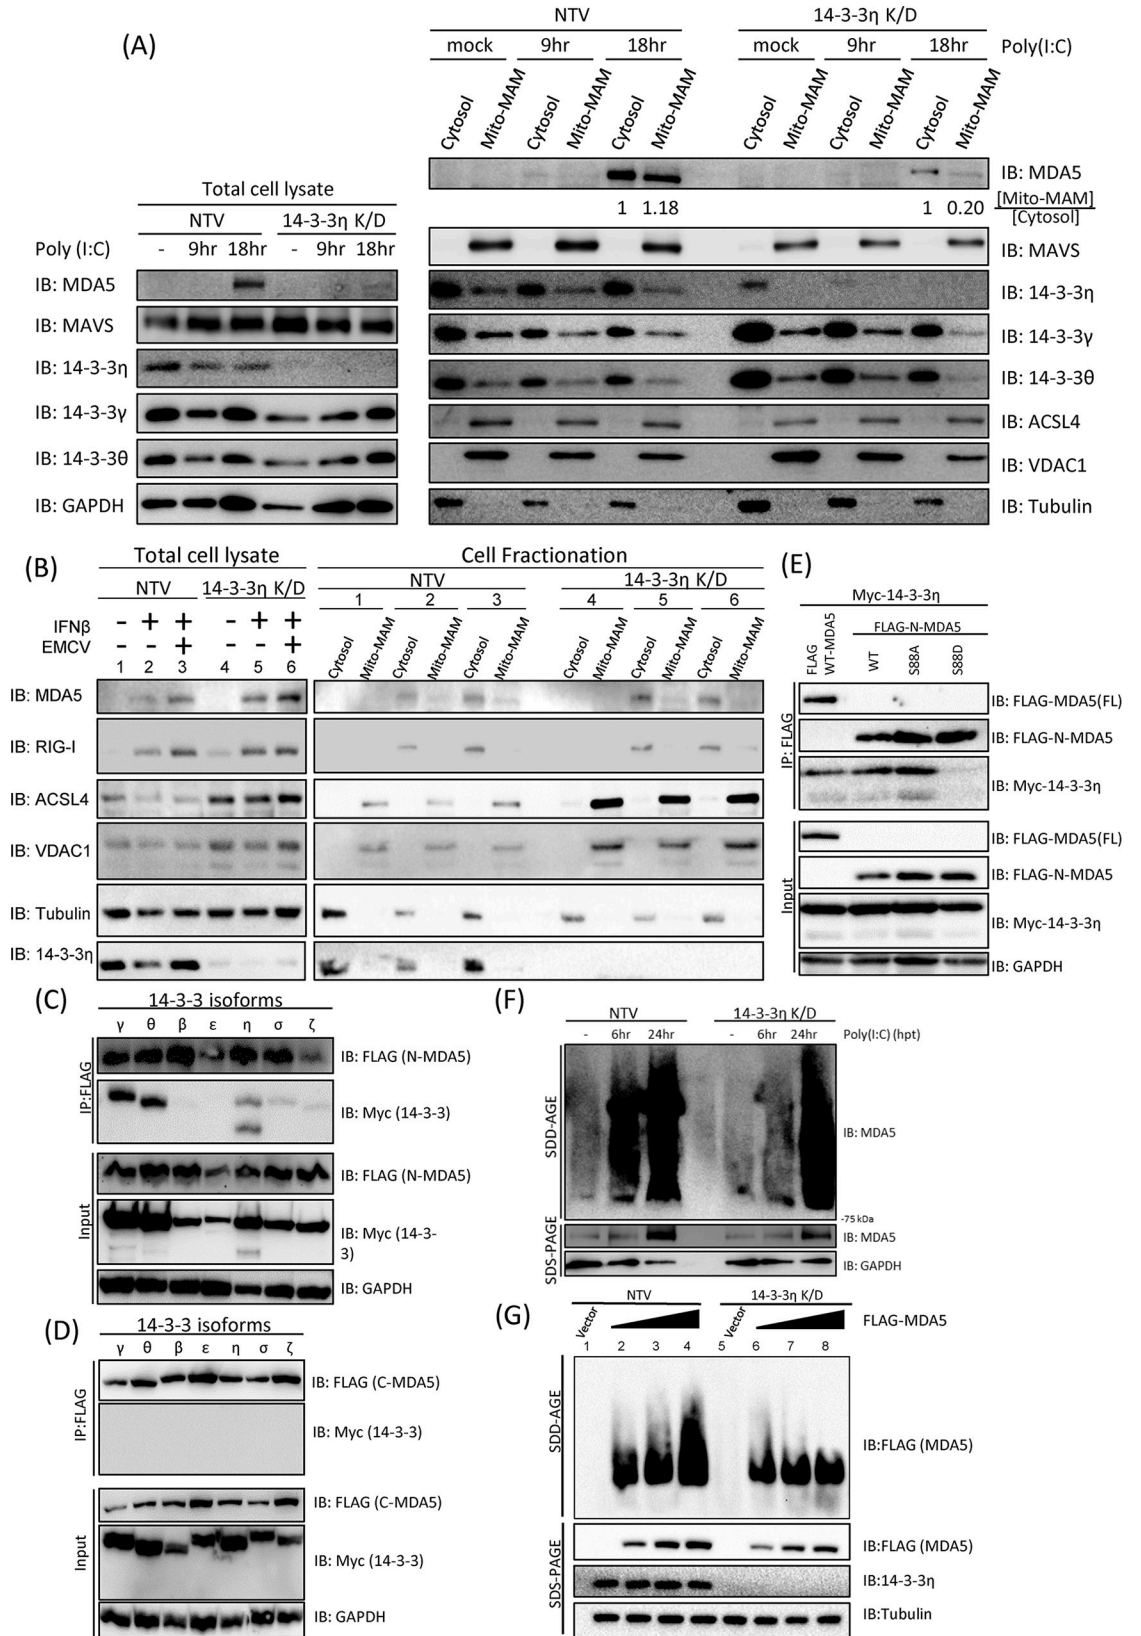 (A)
NTV 14-3-3η K/D
mock 9hr 18hr mock 9hr 18hr Poly(I:C)
Cytosol Mito-MAM Cytosol Mito-MAM Cytosol Mito-MAM Cytosol Mito-MAM Cytosol Mito-MAM Cytosol Mito-MAM
IB: MDA5
1 1.18 1 0.20 [Mito-MAM]
[Cytosol]
IB: MAVS
IB: 14-3-3η
IB: 14-3-3γ
IB: 14-3-3θ
IB: ACSL4
IB: VDAC1
IB: Tubulin
Total cell lysate
NTV 14-3-3η K/D
Poly (I:C) - 9hr 18hr - 9hr 18hr
IB: MDA5
IB: MAVS
IB: 14-3-3η
IB: 14-3-3γ
IB: 14-3-3θ
IB: GAPDH
(B)
Total cell lysate Cell Fractionation
NTV 14-3-3η K/D NTV 14-3-3η K/D
1 2 3 4 5 6
IFNβ - + + - + +
EMCV - - + - - +
1 2 3 4 5 6
Cytosol Mito-MAM Cytosol Mito-MAM Cytosol Mito-MAM Cytosol Mito-MAM Cytosol Mito-MAM Cytosol Mito-MAM
IB: MDA5
IB: RIG-I
IB: ACSL4
IB: VDAC1
IB: Tubulin
IB: 14-3-3η
(E)
Myc-14-3-3η
FLAG-N-MDA5
FLAG
WT-MDA5
WT S88A S88D
IP: FLAG
IB: FLAG-MDA5(FL)
IB: FLAG-N-MDA5
IB: Myc-14-3-3η
Input
IB: FLAG-MDA5(FL)
IB: FLAG-N-MDA5
IB: Myc-14-3-3η
IB: GAPDH
(C)
14-3-3 isoforms
γ θ β ε η σ ζ
IP:FLAG
IB: FLAG (N-MDA5)
IB: Myc (14-3-3)
Input
IB: FLAG (N-MDA5)
IB: Myc (14-3-
3)
IB: GAPDH
(D)
14-3-3 isoforms
γ θ β ε η σ ζ
IP:FLAG
IB: FLAG (C-MDA5)
IB: Myc (14-3-3)
Input
IB: FLAG (C-MDA5)
IB: Myc (14-3-3)
IB: GAPDH
(F)
NTV 14-3-3η K/D
- 6hr 24hr - 6hr 24hr Poly(I:C) (hpt)
SDD-AGE
IB: MDA5
-75 kDa
SDS-PAGE
IB: MDA5
IB: GAPDH
(G)
NTV 14-3-3η K/D
Vector Vector FLAG-MDA5
1 2 3 4 5 6 7 8
SDD-AGE
IB:FLAG (MDA5)
SDS-PAGE
IB:FLAG (MDA5)
IB:14-3-3η
IB:Tubulin